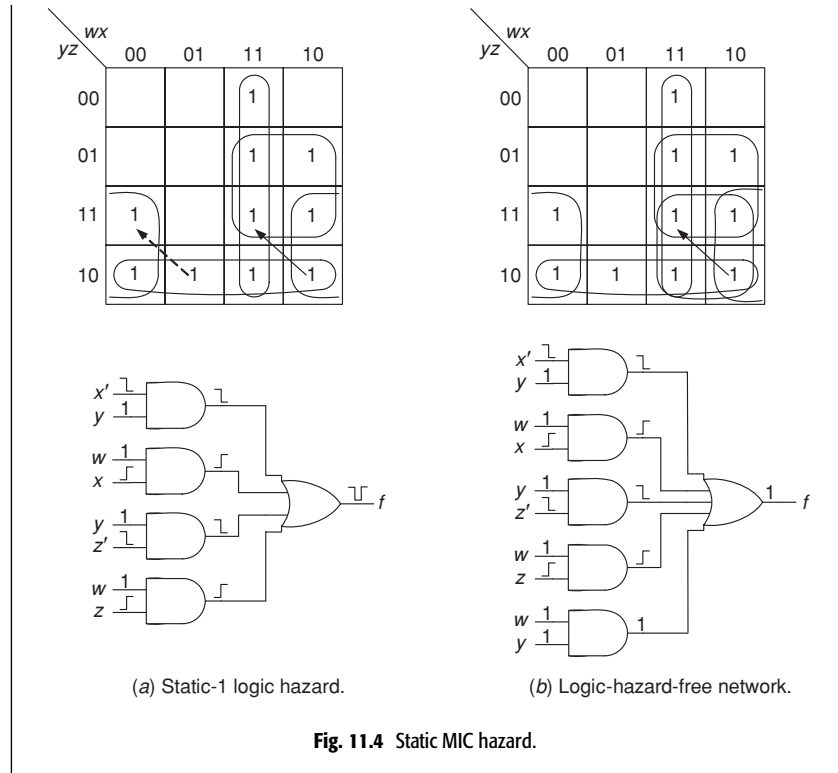 wx
yz 00 01 11 10
00 1
01 1 1
11 1 1 1
10 1 1 1 1
x'
y 1
w 1
x
y 1
z'
w 1
z
f
(a) Static-1 logic hazard.
wx
yz 00 01 11 10
00 1
01 1 1
11 1 1 1
10 1 1 1 1
x'
y 1
w 1
x
y 1
z'
w 1
z
w 1
y 1
1
1 f
(b) Logic-hazard-free network.
Fig. 11.4 Static MIC hazard.